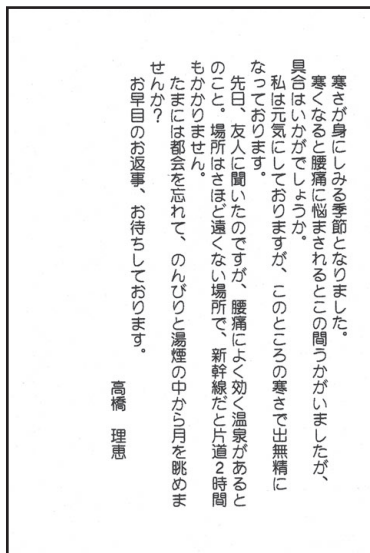 寒さが身にしみる季節となりました。
寒くなると腰痛に悩まされるとこの間うかがいましたが、
具合はいかがでしょうか。
私は元気にしておりますが、このところの寒さで出無精に
なっております。
先日、友人に聞いたのですが、腰痛によく効く温泉があると
のこと。場所はさほど遠くない場所で、新幹線だと片道2時間
もかかりません。
たまには都会を忘れて、のんびりと湯煙の中から月を眺めま
せんか？
お早目のお返事、お待ちしております。
高橋　理恵